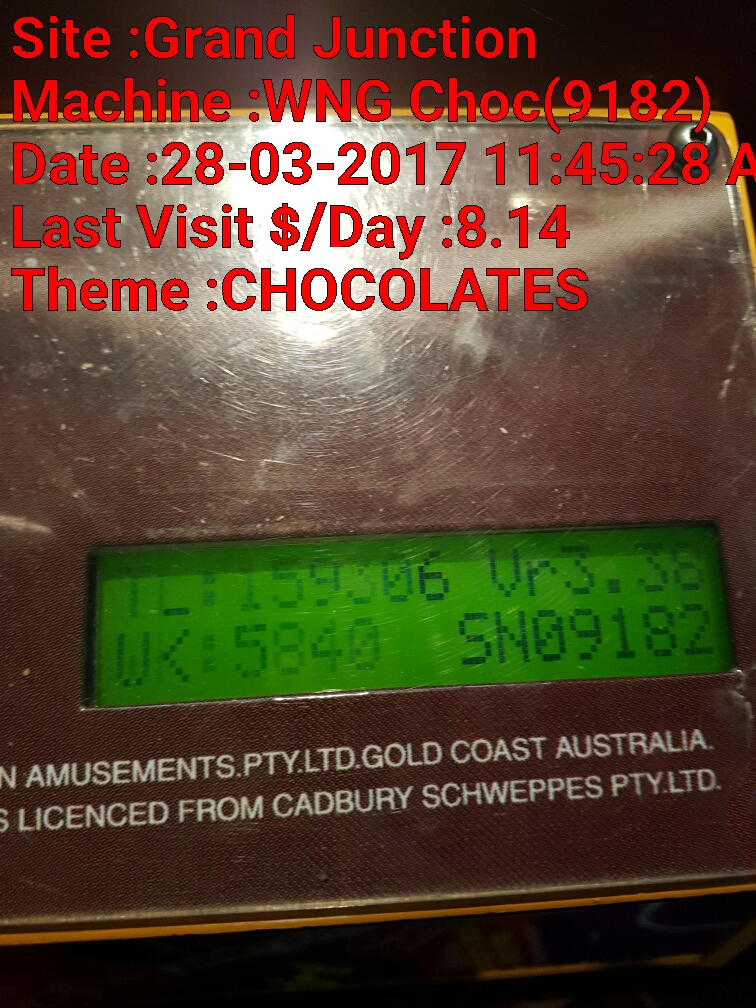 Site :Grand Junction
Machine :WNG Choc(9182)
Date :28-03-2017 11:45:28 A
Last Visit $/Day :8.14
Theme :CHOCOLATES
TL:159306 Vr3.38
WK:5840 SN09182
N AMUSEMENTS.PTY.LTD.GOLD COAST AUSTRALIA.
S LICENCED FROM CADBURY SCHWEPPES PTY.LTD.